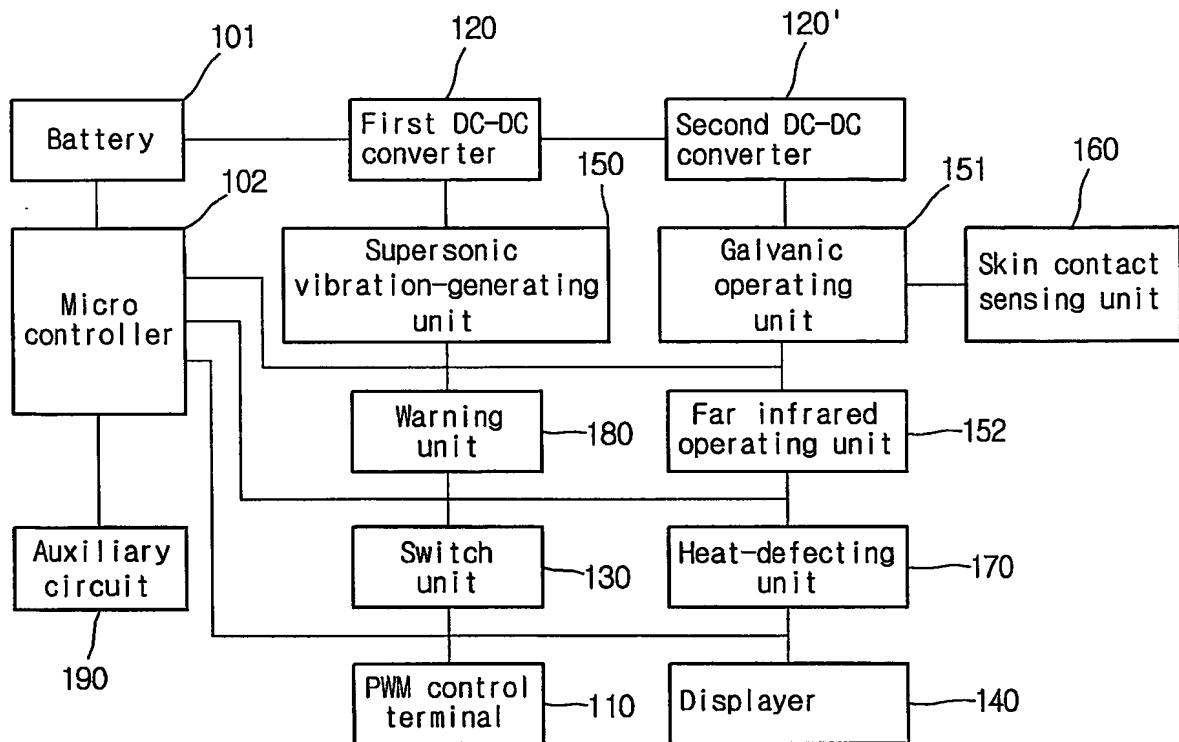 101
120
120'
Battery
First DC-DC
converter
Second DC-DC
converter
102
150
151
160
Micro
controller
Supersonic
vibration-generating
unit
Galvanic
operating
unit
Skin contact
sensing unit
Warning
unit
180
Far infrared
operating unit
152
Auxiliary
circuit
190
Switch
unit
130
Heat-defecting
unit
170
PWM control
terminal
110
Displayer
140